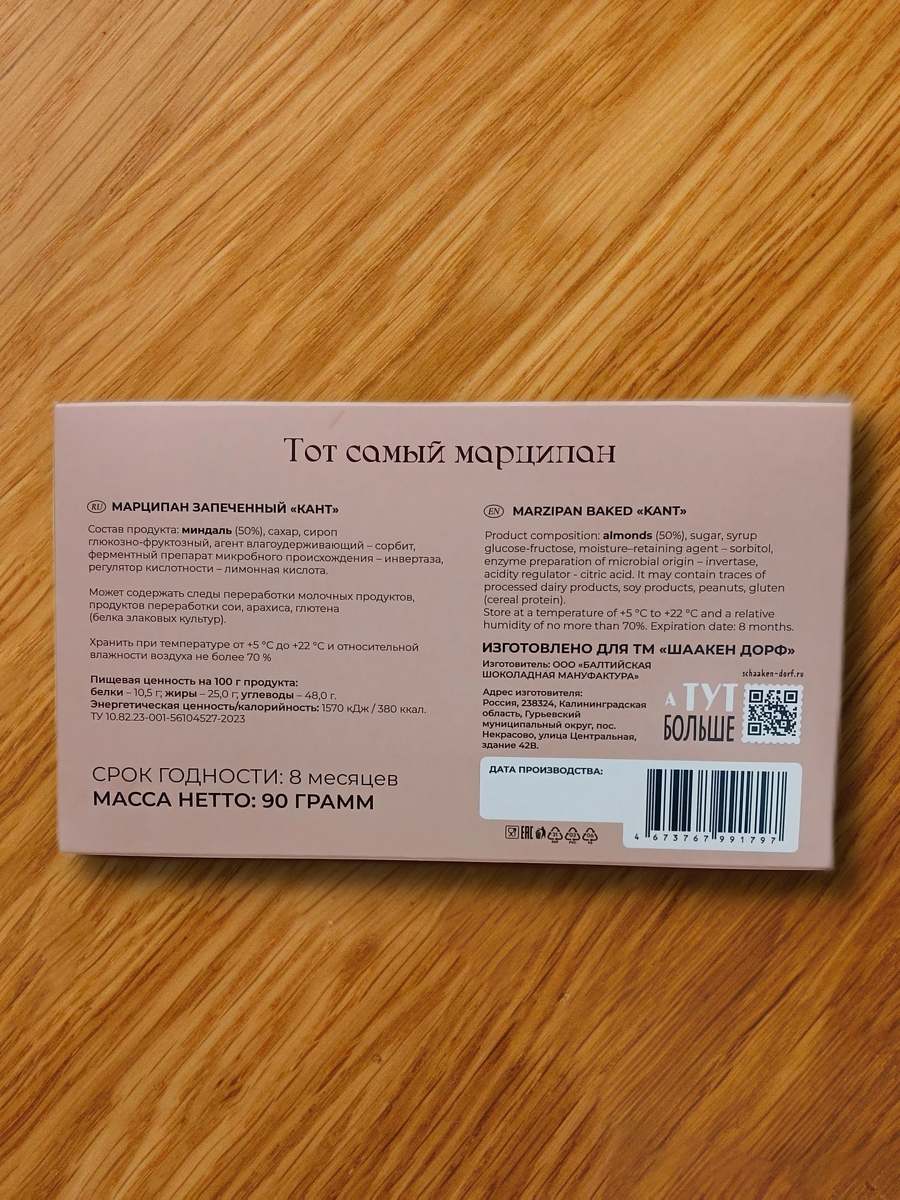 Тот самый марципан
RU МАРЦИПАН ЗАПЕЧЕННЫЙ «КАНТ»
Состав продукта: миндаль (50%), сахар, сироп
глюкозно-фруктозный, агент влагоудерживающий – сорбит,
ферментный препарат микробного происхождения – инвертаза,
регулятор кислотности – лимонная кислота.
Может содержать следы переработки молочных продуктов,
продуктов переработки сои, арахиса, глютена
(белка злаковых культур).
Хранить при температуре от +5 °С до +22 °С и относительной
влажности воздуха не более 70 %
Пищевая ценность на 100 г продукта:
белки – 10,5 г; жиры – 25,0 г; углеводы – 48,0 г.
Энергетическая ценность/калорийность: 1570 кДж / 380 ккал.
ТУ 10.82.23-001-56104527-2023
СРОК ГОДНОСТИ: 8 месяцев
МАССА НЕТТО: 90 ГРАММ
EN MARZIPAN BAKED «KANT»
Product composition: almonds (50%), sugar, syrup
glucose-fructose, moisture–retaining agent – sorbitol,
enzyme preparation of microbial origin – invertase,
acidity regulator - citric acid. It may contain traces of
processed dairy products, soy products, peanuts, gluten
(cereal protein).
Store at a temperature of +5 °C to +22 °C and a relative
humidity of no more than 70%. Expiration date: 8 months.
ИЗГОТОВЛЕНО ДЛЯ ТМ «ШААКЕН ДОРФ»
Изготовитель: ООО «БАЛТИЙСКАЯ
ШОКОЛАДНАЯ МАНУФАКТУРА»
Адрес изготовителя:
Россия, 238324, Калининградская
область, Гурьевский
муниципальный округ, пос.
Некрасово, улица Центральная,
здание 42В.
schaaken-dorf.ru
А ТУТ
БОЛЬШЕ
ДАТА ПРОИЗВОДСТВА:
4 673767 991797
EAC